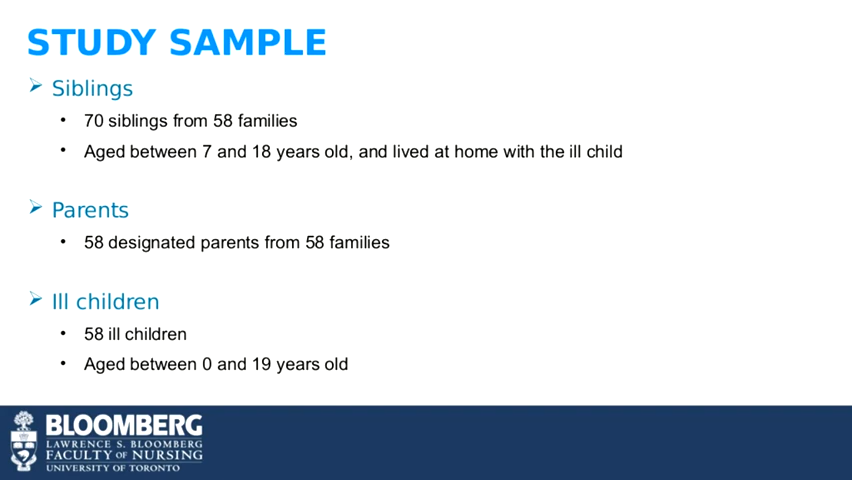 STUDY SAMPLE
Siblings
• 70 siblings from 58 families
• Aged between 7 and 18 years old, and lived at home with the ill child
Parents
• 58 designated parents from 58 families
Ill children
• 58 ill children
• Aged between 0 and 19 years old
BLOOMBERG
LAWRENCE S. BLOOMBERG
FACULTY OF NURSING
UNIVERSITY OF TORONTO